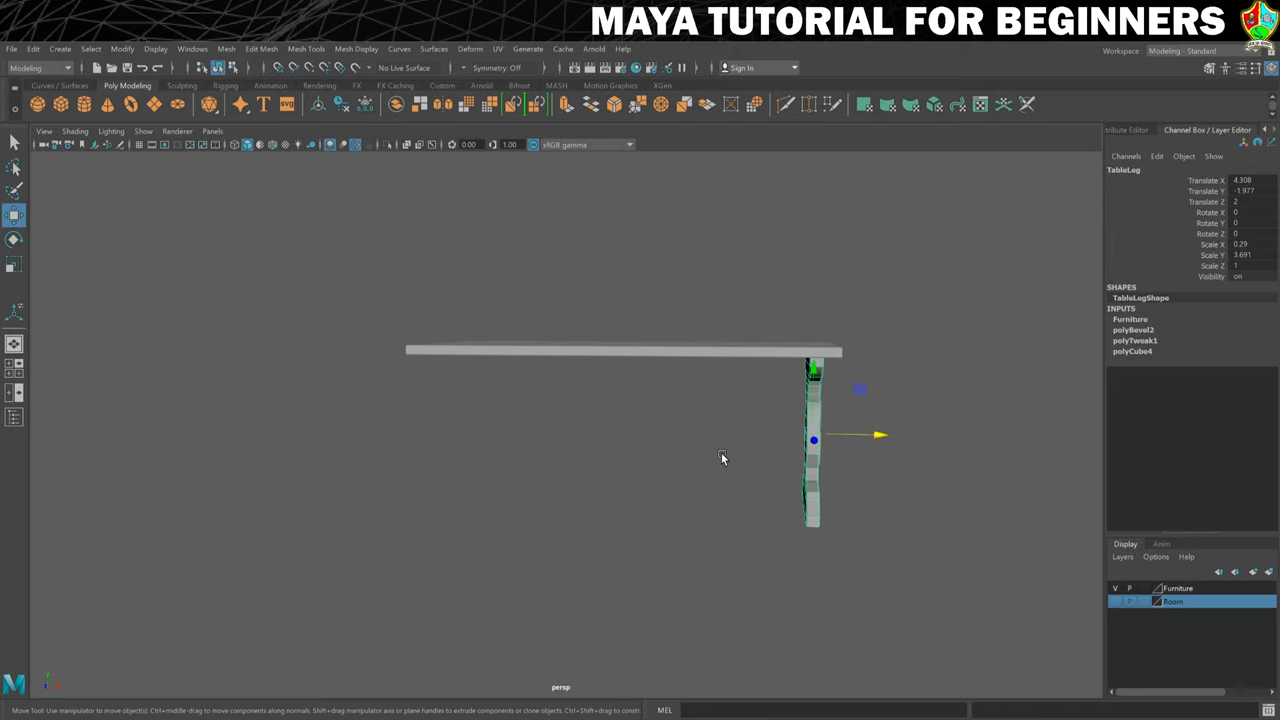 MAYA TUTORIAL FOR BEGINNERS
File Edit Create Select Modify Display Windows Mesh Edit Mesh Mesh Tools Mesh Display Curves Surfaces Deform UV Generate Cache Arnold Help
Workspace : Modeling - Standard
Modeling No Live Surface Symmetry: Off Sign In
Curves / Surfaces Poly Modeling Sculpting Rigging Animation Rendering FX FX Caching Custom Arnold Bifrost MASH Motion Graphics XGen
SVG
View Shading Lighting Show Renderer Panels
0.00 1.00 sRGB gamma
tribute Editor Channel Box / Layer Editor
Channels Edit Object Show
TableLeg
Translate X 4.308
Translate Y -1.977
Translate Z 2
Rotate X 0
Rotate Y 0
Rotate Z 0
Scale X 0.29
Scale Y 3.691
Scale Z 1
Visibility on
SHAPES
TableLegShape
INPUTS
Furniture
polyBevel2
polyTweak1
polyCube4
Display Anim
Layers Options Help
V P Furniture
P Room
persp
Move Tool: Use manipulator to move object(s). Ctrl+middle-drag to move components along normals. Shift+drag manipulator axis or plane handles to extrude components or clone objects. Ctrl+Shift+drag to constr
MEL